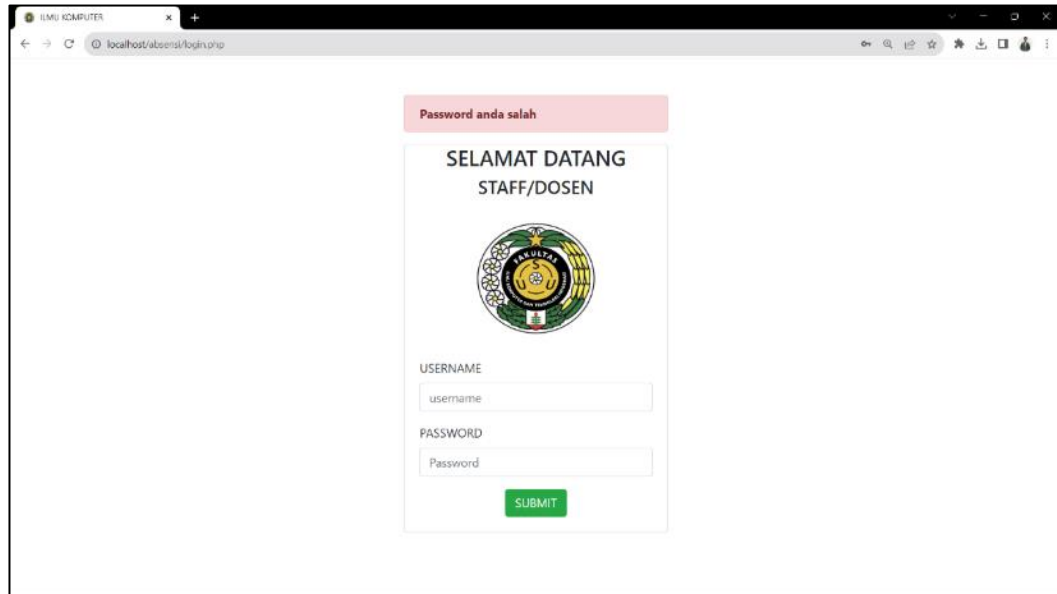 ILMU KOMPUTER
localhost/absensi/login.php
Password anda salah
SELAMAT DATANG
STAFF/DOSEN
FAKULTAS
S
U U
USERNAME
username
PASSWORD
Password
SUBMIT